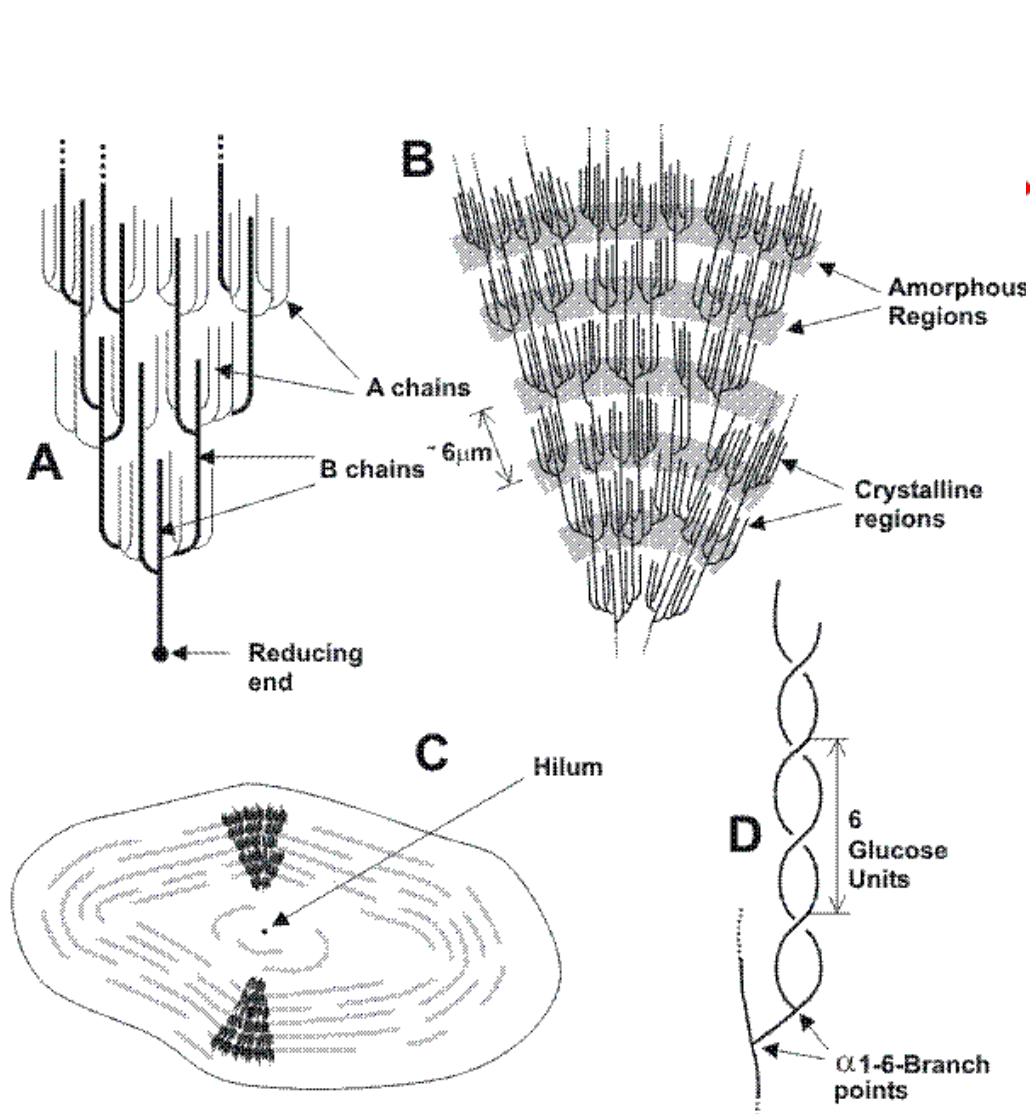 B
Amorphous
Regions
A chains
A
B chains
~6μm
Crystalline
regions
Reducing
end
C
Hilum
D
6
Glucose
Units
α1-6-Branch
points